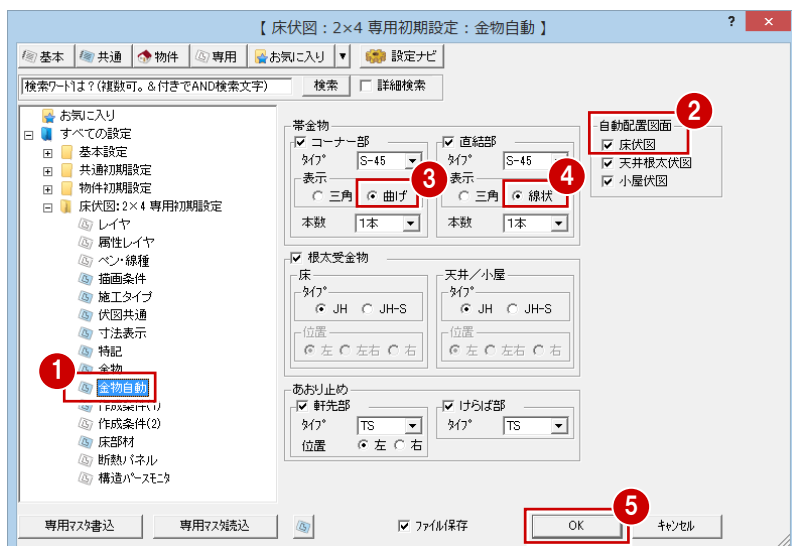 【 床伏図：2×4 専用初期設定：金物自動 】
? ×
基本 共通 物件 専用 お気に入り ▼ 設定ナビ
検索ワードは？(複数可。＆付きでAND検索文字) 検索 詳細検索
お気に入り
すべての設定
基本設定
共通初期設定
物件初期設定
床伏図:2×4 専用初期設定
レイヤ
属性レイヤ
ペン・線種
描画条件
施工タイプ
伏図共通
寸法表示
特記
金物
1
金物自動
作成条件(1)
作成条件(2)
床部材
断熱パネル
構造パースモニタ
帯金物
コーナー部
タイプ S-45
表示
三角 曲げ
3
本数 1本
直結部
タイプ S-45
表示
三角 線状
4
本数 1本
2
自動配置図面
床伏図
天井根太伏図
小屋伏図
根太受金物
床
タイプ
JH JH-S
位置
左 左右 右
天井／小屋
タイプ
JH JH-S
位置
左 左右 右
あおり止め
軒先部
タイプ TS
位置 左 右
けらば部
タイプ TS
5
専用マスタ書込 専用マスタ読込 ファイル保存 OK キャンセル